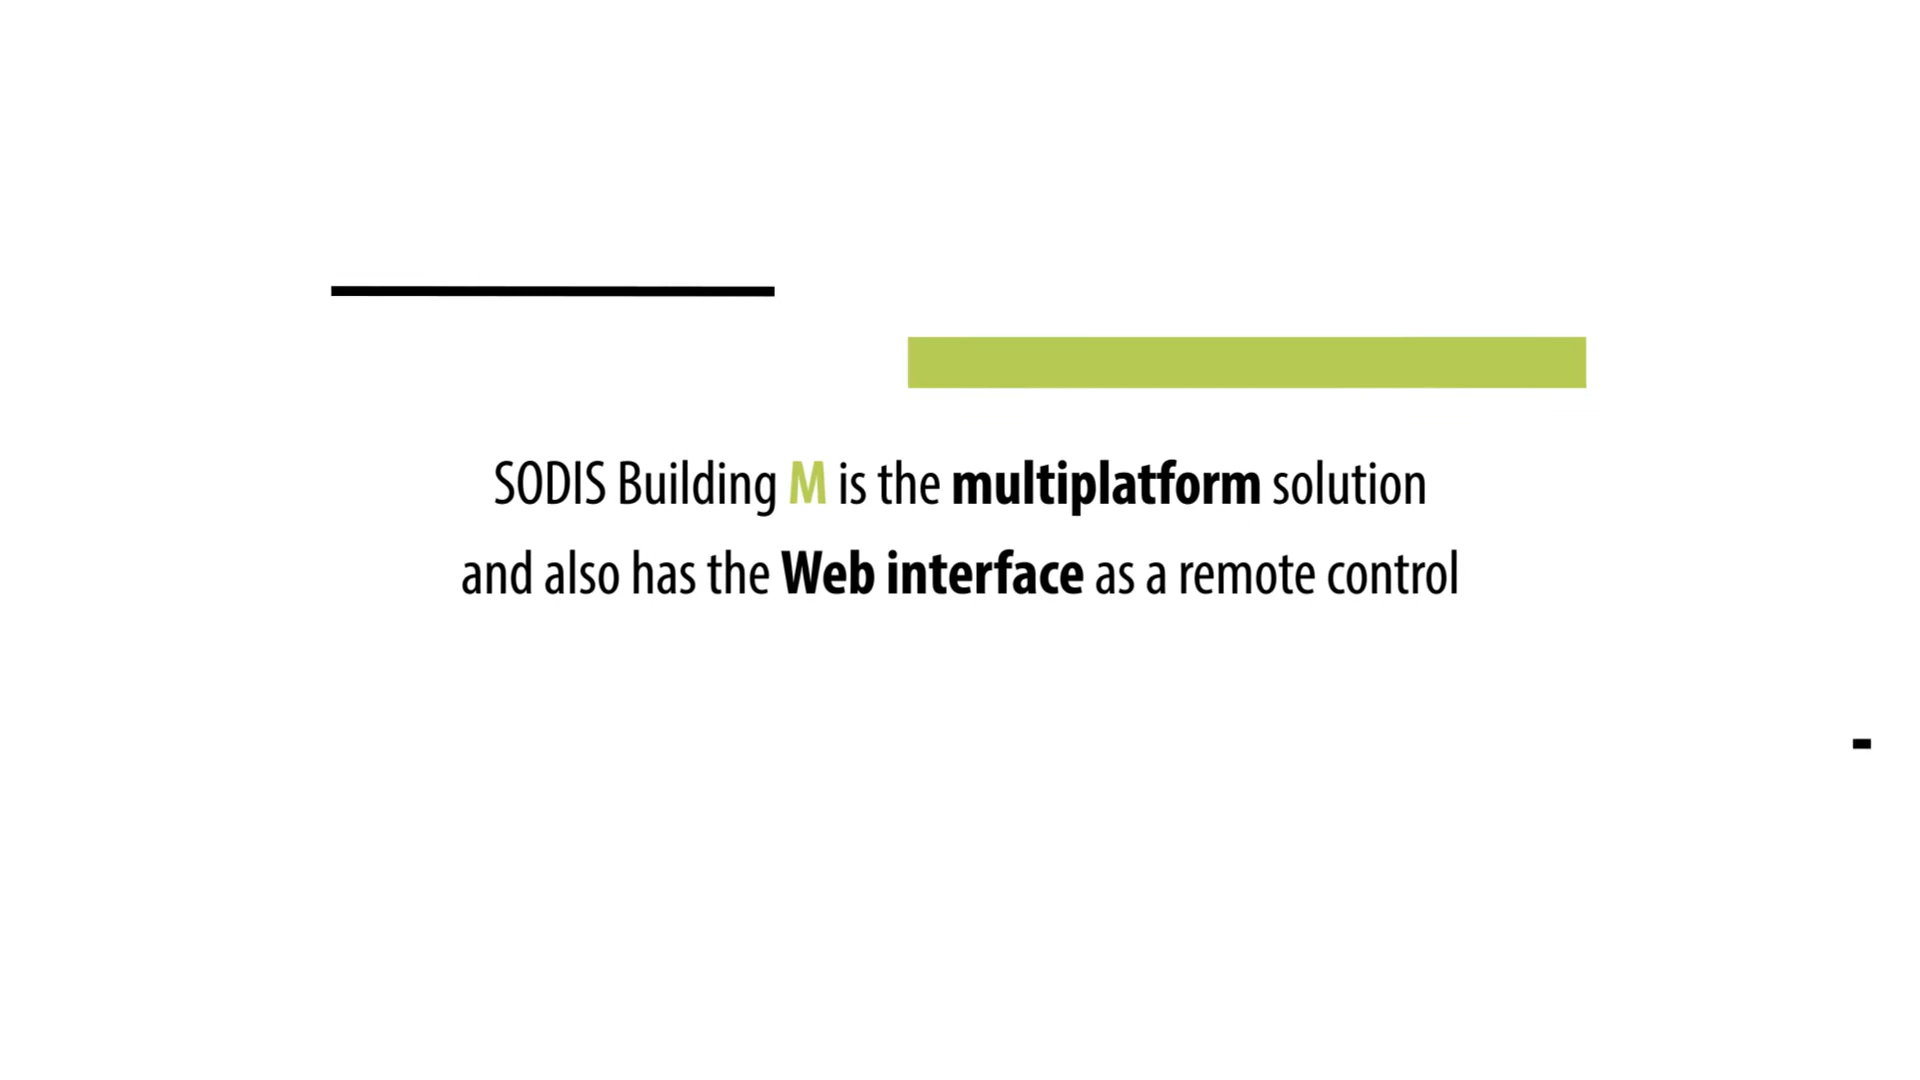 SODIS Building M is the multiplatform solution
and also has the Web interface as a remote control